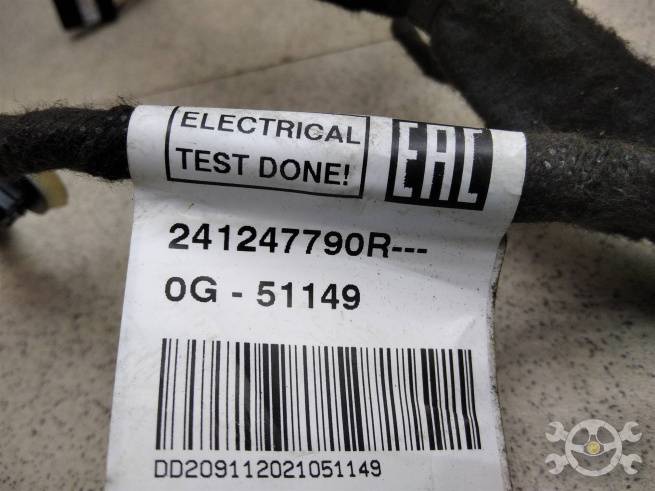 ELECTRICAL
TEST DONE!
EAC
241247790R---
0G - 51149
DD209112021051149